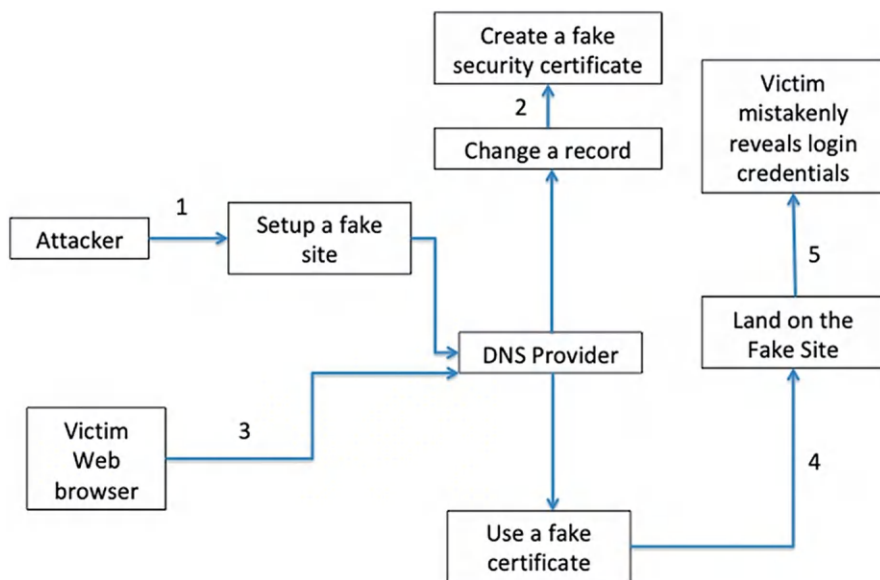 Create a fake
security certificate
2
Change a record
Victim
mistakenly
reveals login
credentials
1
Attacker
Setup a fake
site
5
DNS Provider
Land on the
Fake Site
3
Victim
Web
browser
4
Use a fake
certificate